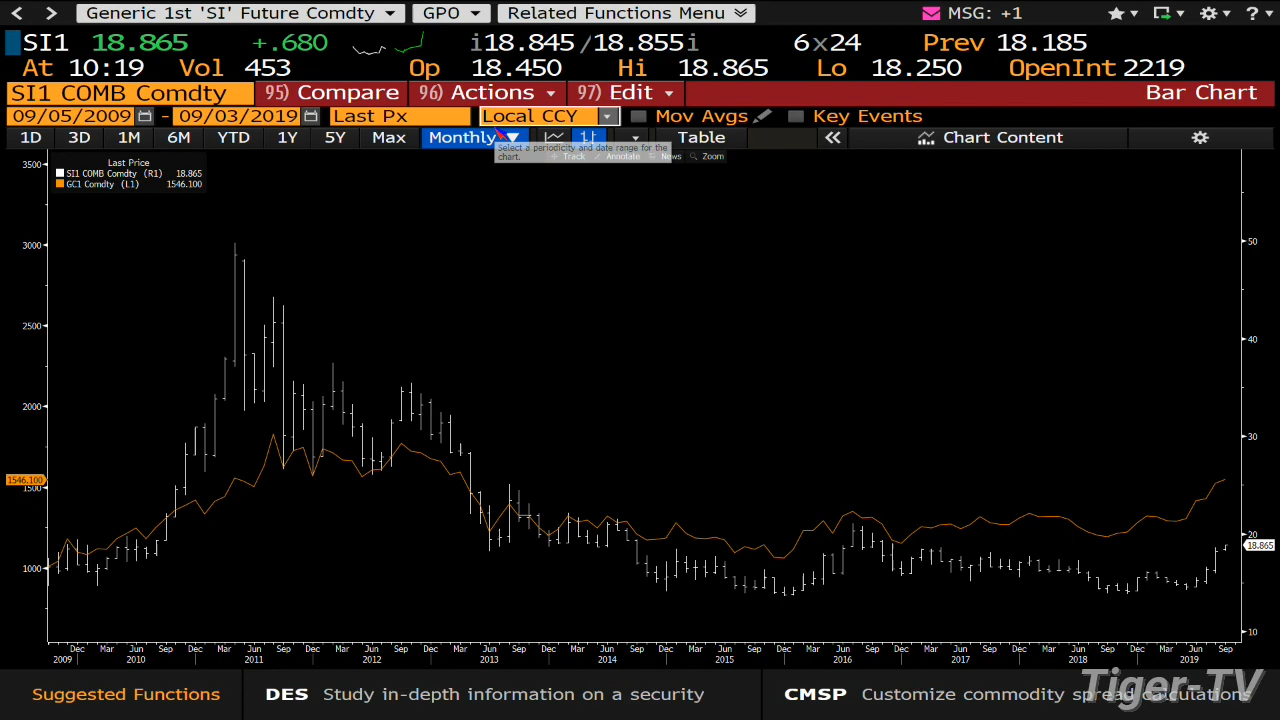 Generic 1st 'SI' Future Comdty GPO Related Functions Menu MSG: +1 ?
SI1 18.865 +.680 i18.845/18.855i 6x24 Prev 18.185
At 10:19 Vol 453 Op 18.450 Hi 18.865 Lo 18.250 OpenInt 2219
SI1 COMB Comdty 95) Compare 96) Actions 97) Edit Bar Chart
09/05/2009 - 09/03/2019 Last Px Local CCY Mov Avgs Key Events
1D 3D 1M 6M YTD 1Y 5Y Max Monthly Table Chart Content
Select a periodicity and date range for the
chart.
Track Annotate News Zoom
Last Price
SI1 COMB Comdty (R1) 18.865
GC1 Comdty (L1) 1546.100
3500
3000
50
2500
40
2000
30
1546.100
1500
20
18.865
1000
10
Dec Mar Jun Sep Dec Mar Jun Sep Dec Mar Jun Sep Dec Mar Jun Sep Dec Mar Jun Sep Dec Mar Jun Sep Dec Mar Jun Sep Dec Mar Jun Sep Dec Mar Jun Sep Dec Mar Jun Sep
2009 2010 2011 2012 2013 2014 2015 2016 2017 2018 2019
Suggested Functions DES Study in-depth information on a security CMSP Customize commodity spread calculations
Tiger-TV